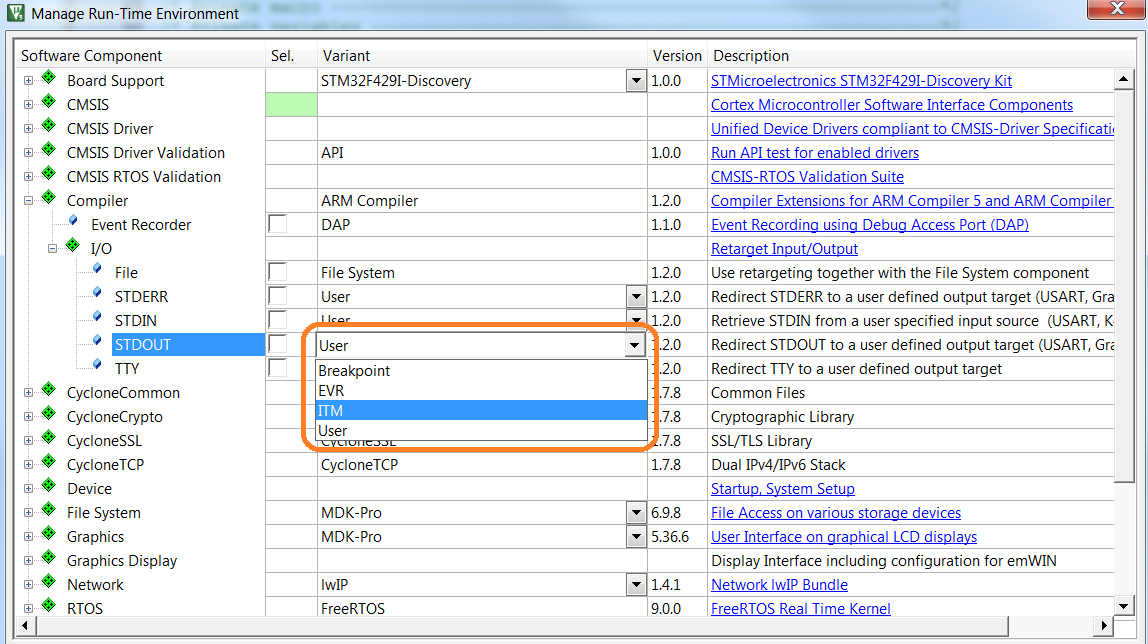 Manage Run-Time Environment
Software Component Sel. Variant Version Description
Board Support STM32F429I-Discovery 1.0.0 STMicroelectronics STM32F429I-Discovery Kit
CMSIS Cortex Microcontroller Software Interface Components
CMSIS Driver Unified Device Drivers compliant to CMSIS-Driver Specificatio
CMSIS Driver Validation API 1.0.0 Run API test for enabled drivers
CMSIS RTOS Validation CMSIS-RTOS Validation Suite
Compiler ARM Compiler 1.2.0 Compiler Extensions for ARM Compiler 5 and ARM Compiler
Event Recorder DAP 1.1.0 Event Recording using Debug Access Port (DAP)
I/O Retarget Input/Output
File File System 1.2.0 Use retargeting together with the File System component
STDERR User 1.2.0 Redirect STDERR to a user defined output target (USART, Gra
STDIN User 1.2.0 Retrieve STDIN from a user specified input source (USART, K
STDOUT User 1.2.0 Redirect STDOUT to a user defined output target (USART, Gra
TTY Breakpoint 1.2.0 Redirect TTY to a user defined output target
CycloneCommon EVR 1.7.8 Common Files
CycloneCrypto ITM 1.7.8 Cryptographic Library
User
CycloneSSL CycloneSSL 1.7.8 SSL/TLS Library
CycloneTCP CycloneTCP 1.7.8 Dual IPv4/IPv6 Stack
Device Startup, System Setup
File System MDK-Pro 6.9.8 File Access on various storage devices
Graphics MDK-Pro 5.36.6 User Interface on graphical LCD displays
Graphics Display Display Interface including configuration for emWIN
Network lwIP 1.4.1 Network lwIP Bundle
RTOS FreeRTOS 9.0.0 FreeRTOS Real Time Kernel